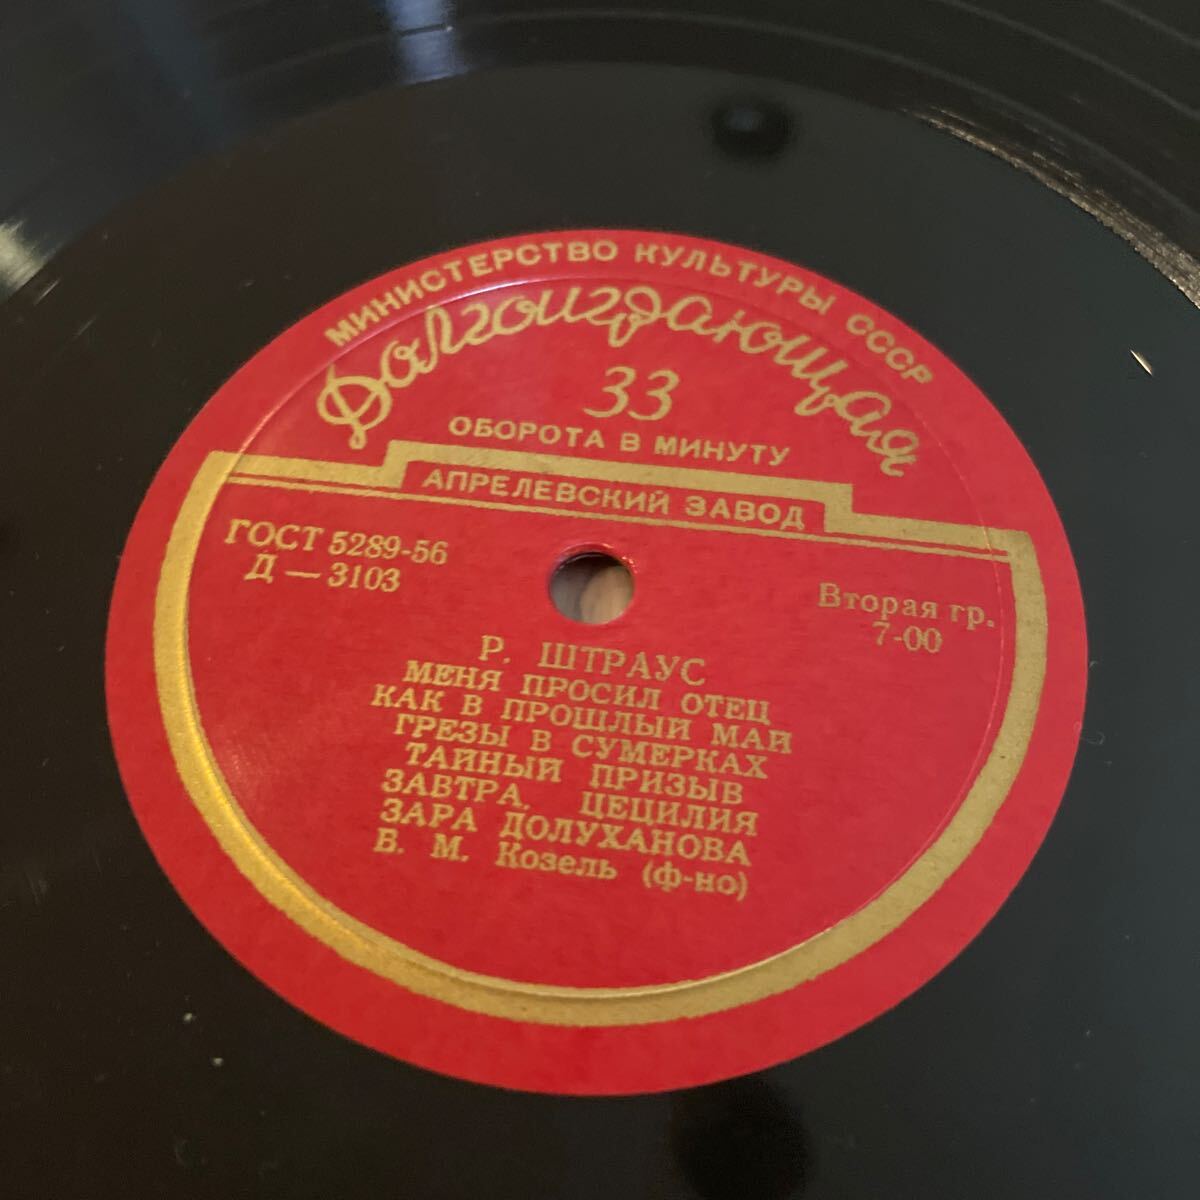 МИНИСТЕРСТВО КУЛЬТУРЫ СССР
Долгоиграющая
33
ОБОРОТА В МИНУТУ
АПРЕЛЕВСКИЙ ЗАВОД
ГОСТ 5289-56
Д — 3103
Вторая гр.
7-00
Р. ШТРАУС
МЕНЯ ПРОСИЛ ОТЕЦ
КАК В ПРОШЛЫЙ МАЙ
ГРЕЗЫ В СУМЕРКАХ
ТАЙНЫЙ ПРИЗЫВ
ЗАВТРА. ЦЕЦИЛИЯ
ЗАРА ДОЛУХАНОВА
В. М. Козель (ф-но)